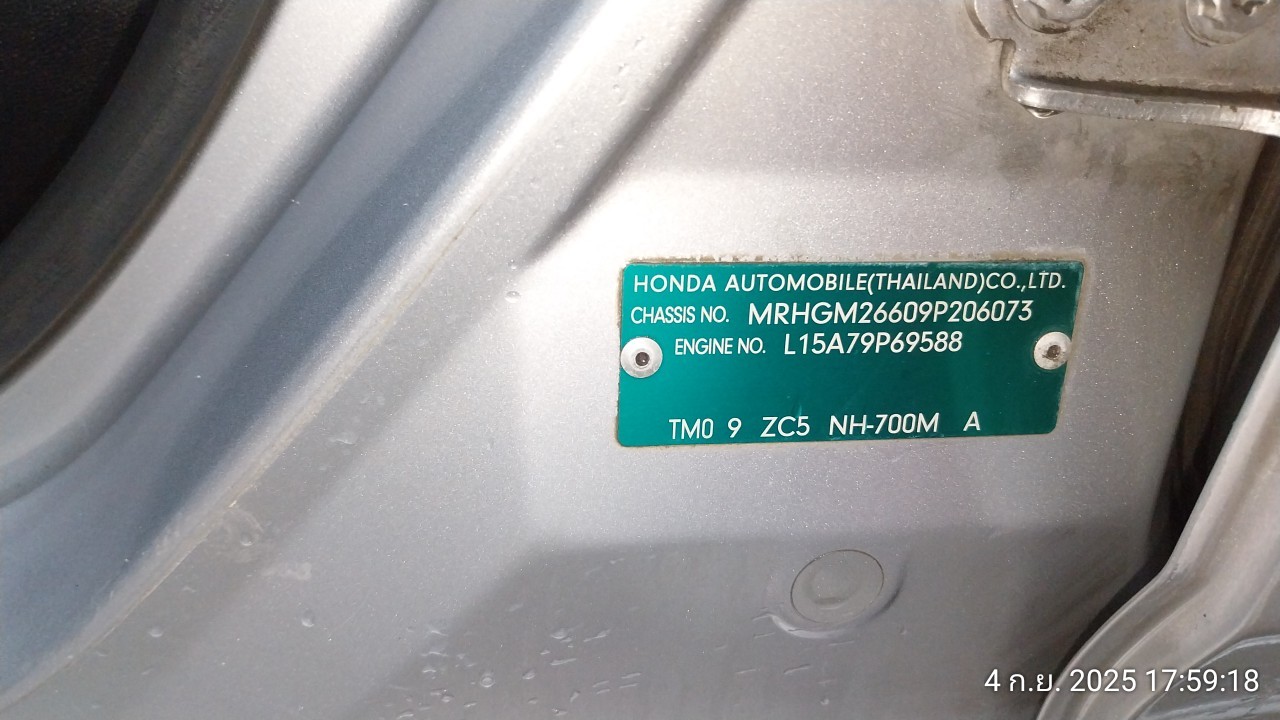 HONDA AUTOMOBILE(THAILAND)CO.,LTD.
CHASSIS NO. MRHGM26609P206073
ENGINE NO. L15A79P69588
TM0 9 ZC5 NH-700M A
4 ก.ย. 2025 17:59:18